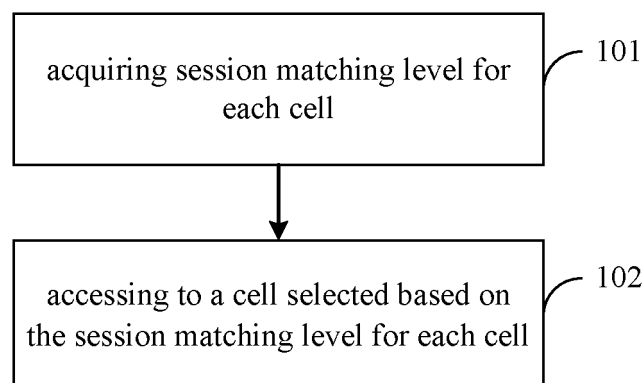 acquiring session matching level for
each cell
101
accessing to a cell selected based on
the session matching level for each cell
102